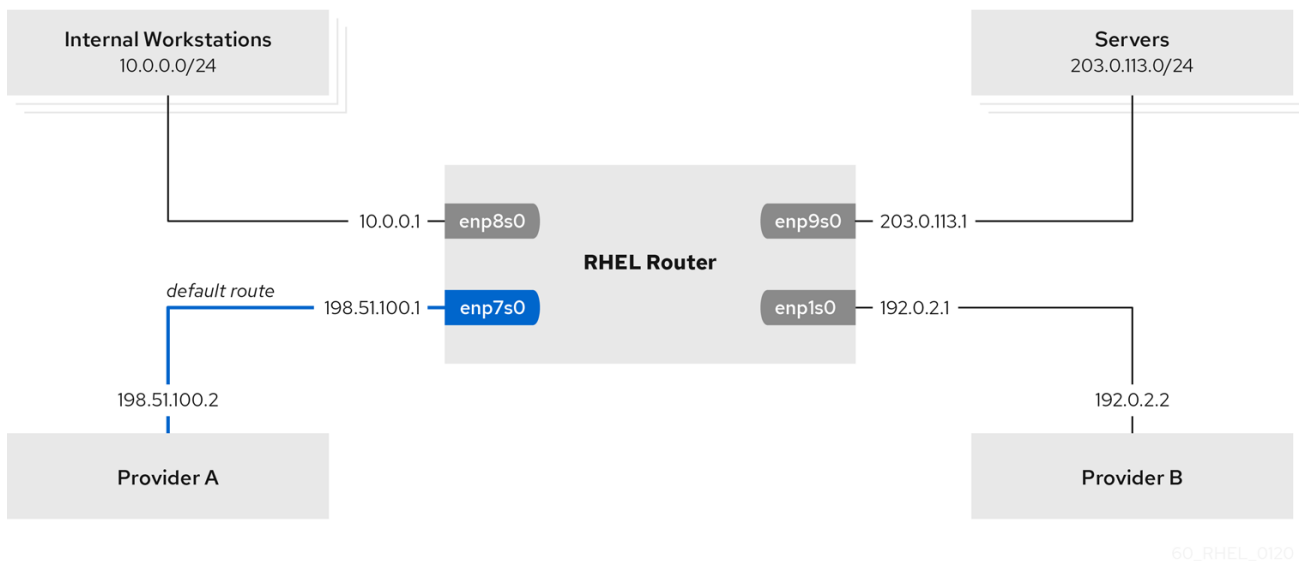 Internal Workstations
10.0.0.0/24
Servers
203.0.113.0/24
10.0.0.1
enp8s0
enp9s0
203.0.113.1
RHEL Router
default route
198.51.100.1
enp7s0
enp1s0
192.0.2.1
198.51.100.2
192.0.2.2
Provider A
Provider B
60_RHEL_0120